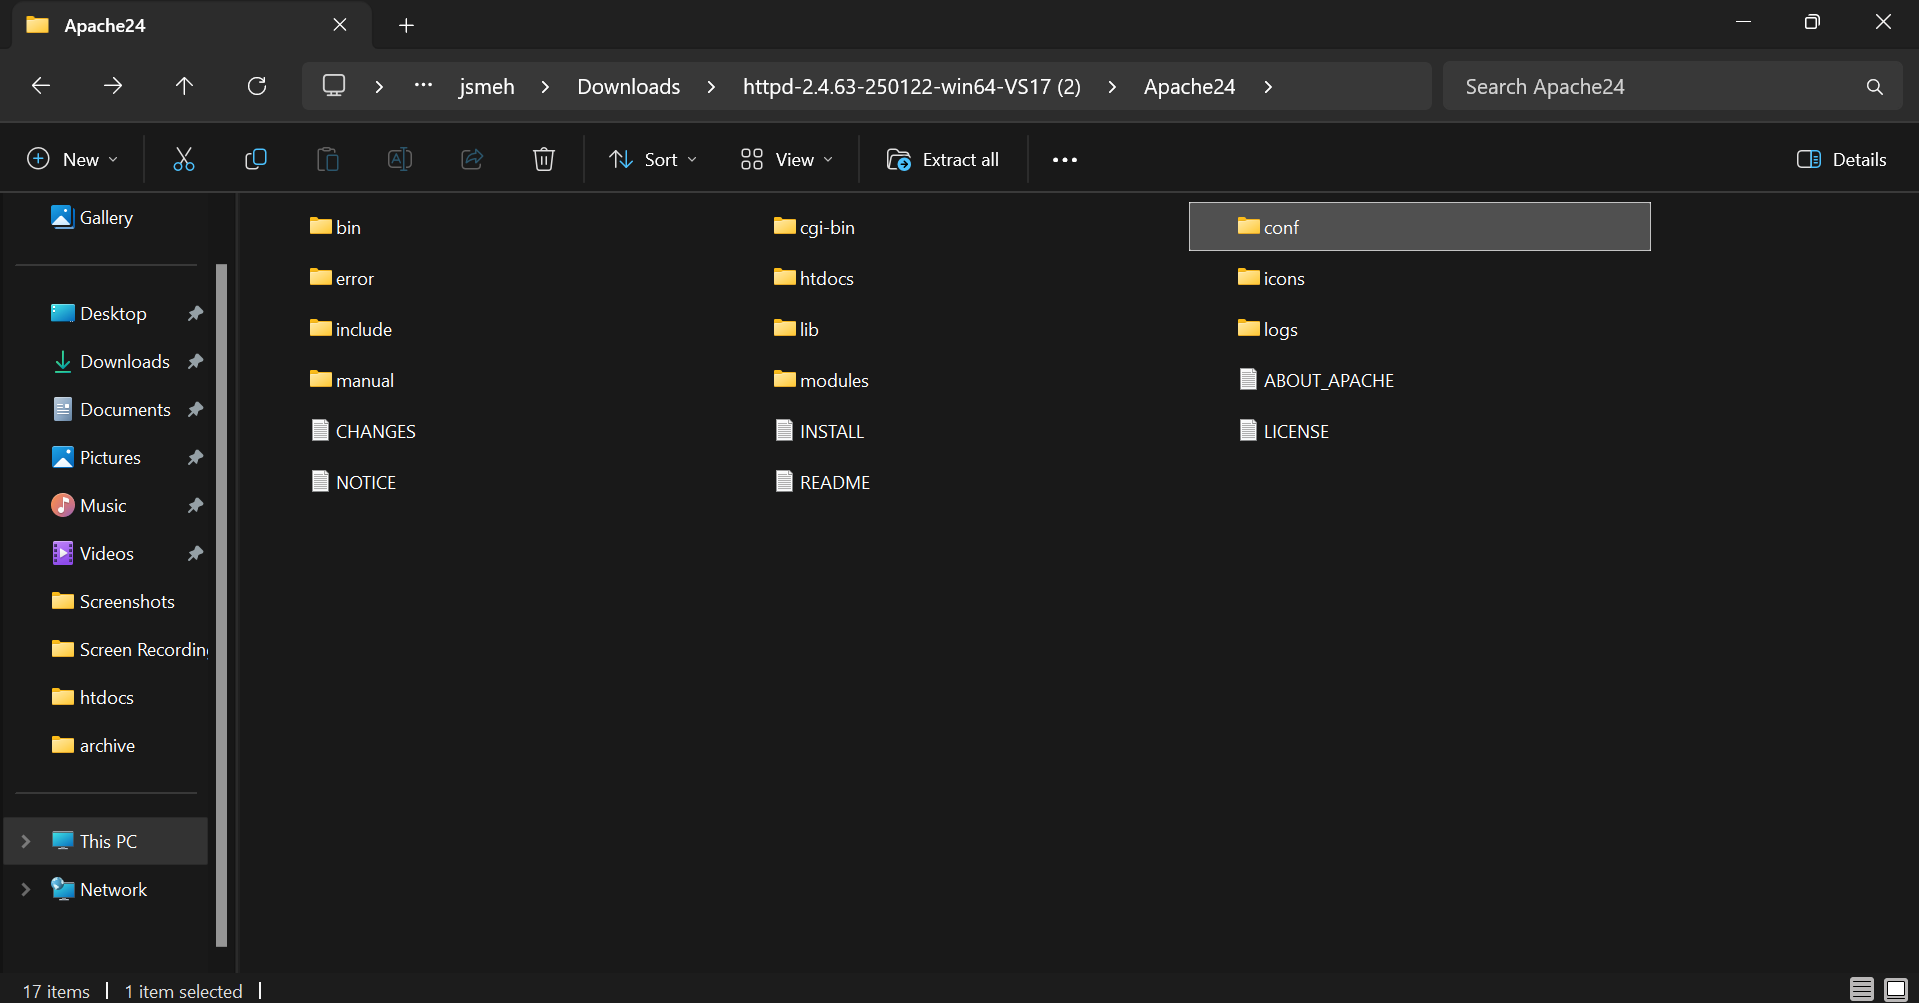 Apache24
jsmeh > Downloads > httpd-2.4.63-250122-win64-VS17 (2) > Apache24 >
Search Apache24
New
Sort
View
Extract all
Details
Gallery
Desktop
Downloads
Documents
Pictures
Music
Videos
Screenshots
Screen Recordin
htdocs
archive
This PC
Network
bin
cgi-bin
conf
error
htdocs
icons
include
lib
logs
manual
modules
ABOUT_APACHE
CHANGES
INSTALL
LICENSE
NOTICE
README
17 items | 1 item selected |